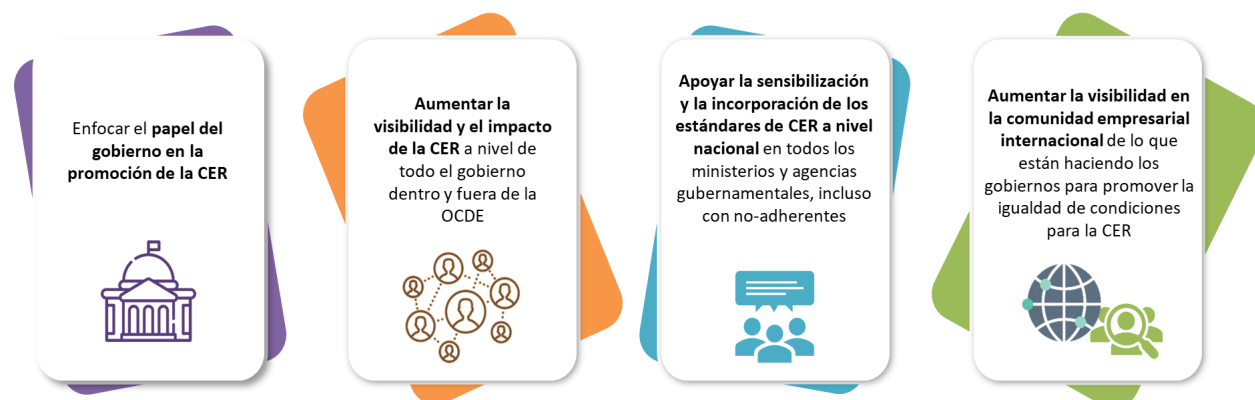 Enfocar el papel del
gobierno en la
promoción de la CER
Aumentar la
visibilidad y el impacto
de la CER a nivel de
todo el gobierno
dentro y fuera de la
OCDE
Apoyar la sensibilización
y la incorporación de los
estándares de CER a nivel
nacional en todos los
ministerios y agencias
gubernamentales, incluso
con no-adherentes
Aumentar la visibilidad en
la comunidad empresarial
internacional de lo que
están haciendo los
gobiernos para promover la
igualdad de condiciones
para la CER